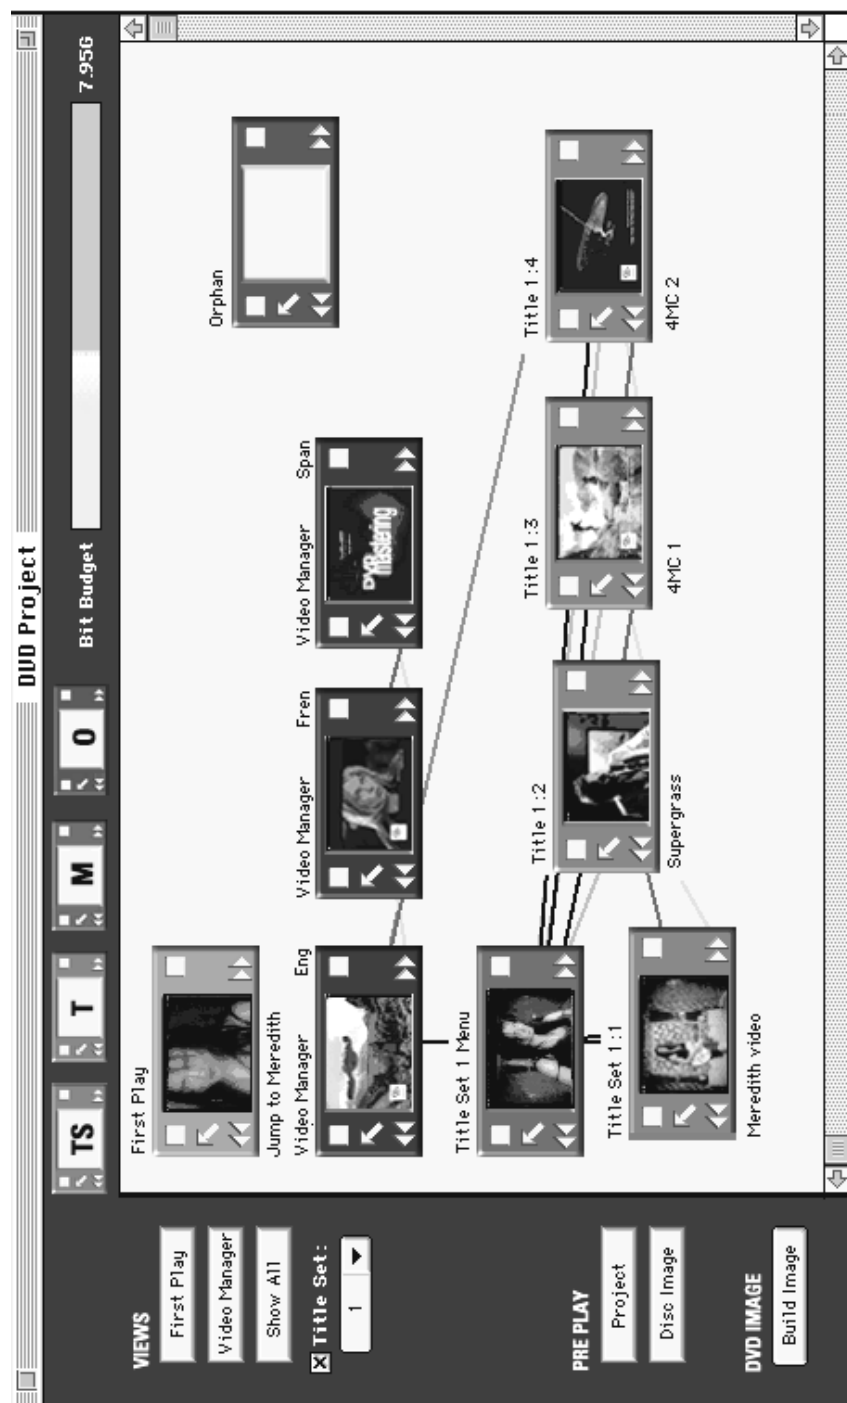 DVD Project
TS
T
M
O
Bit Budget
7.95G
VIEWS
First Play
Video Manager
Show All
Title Set:
1
PRE PLAY
Project
Disc Image
DVD IMAGE
Build Image
First Play
Jump to Meredith
Orphan
Video Manager Eng
Video Manager Fren
Video Manager Span
DVD
mastering
Title Set 1 Menu
Title Set 1:1
Meredith video
Title 1:2
Supergrass
Title 1:3
4MC 1
Title 1:4
4MC 2